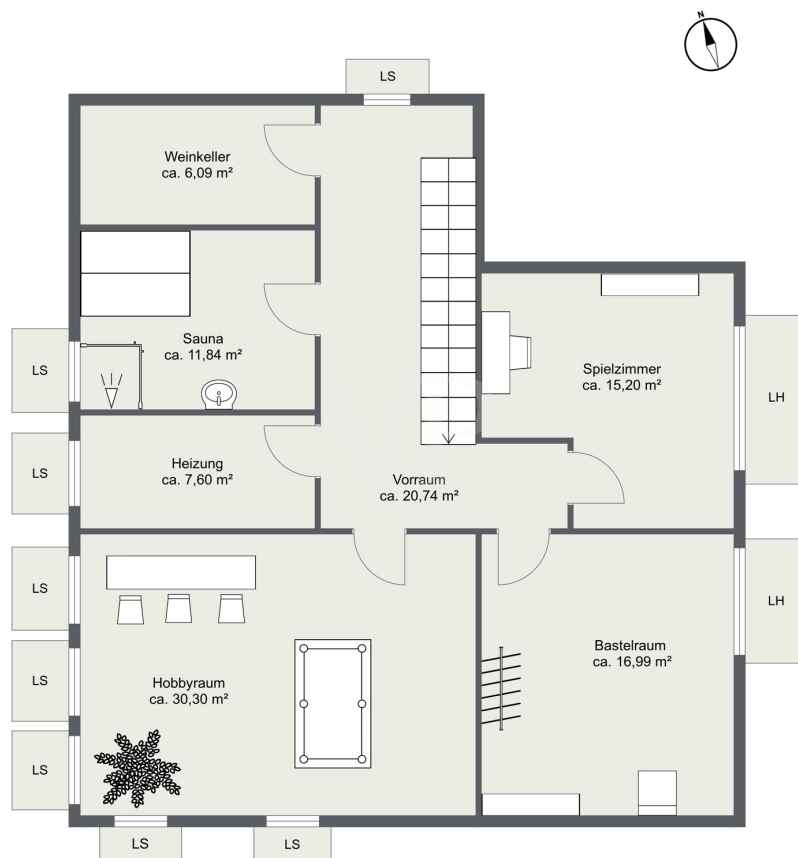 N
LS
Weinkeller
ca. 6,09 m²
Sauna
ca. 11,84 m²
LS
Spielzimmer
ca. 15,20 m²
LH
Heizung
ca. 7,60 m²
LS
Vorraum
ca. 20,74 m²
LS
LH
Bastelraum
ca. 16,99 m²
Hobbyraum
ca. 30,30 m²
LS
LS
LS
LS